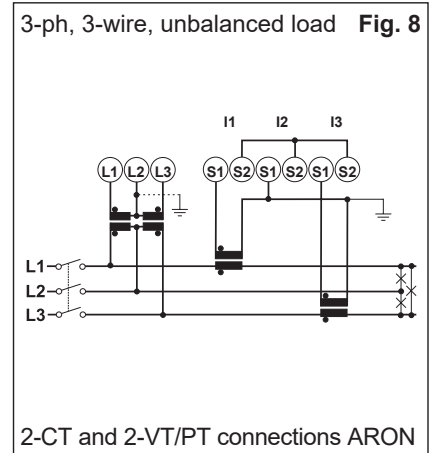 3-ph, 3-wire, unbalanced load Fig. 8
I1 I2 I3
L1 L2 L3 S1 S2 S1 S2 S1 S2
L1
L2
L3
2-CT and 2-VT/PT connections ARON